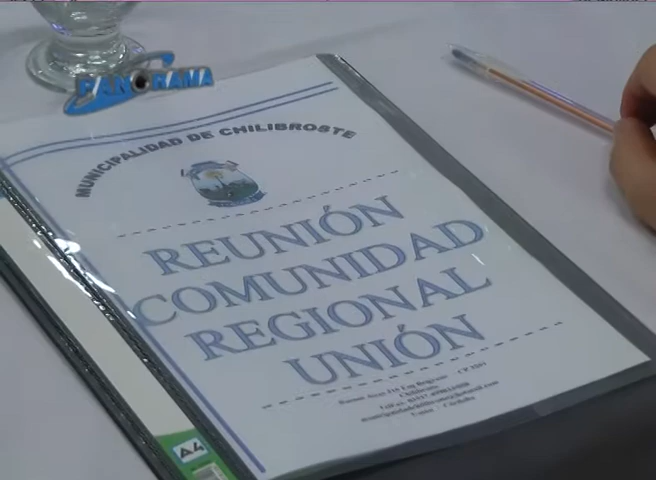 PANORAMA
MUNICIPALIDAD DE CHILIBROSTE
REUNIÓN
COMUNIDAD
REGIONAL
UNIÓN
A4